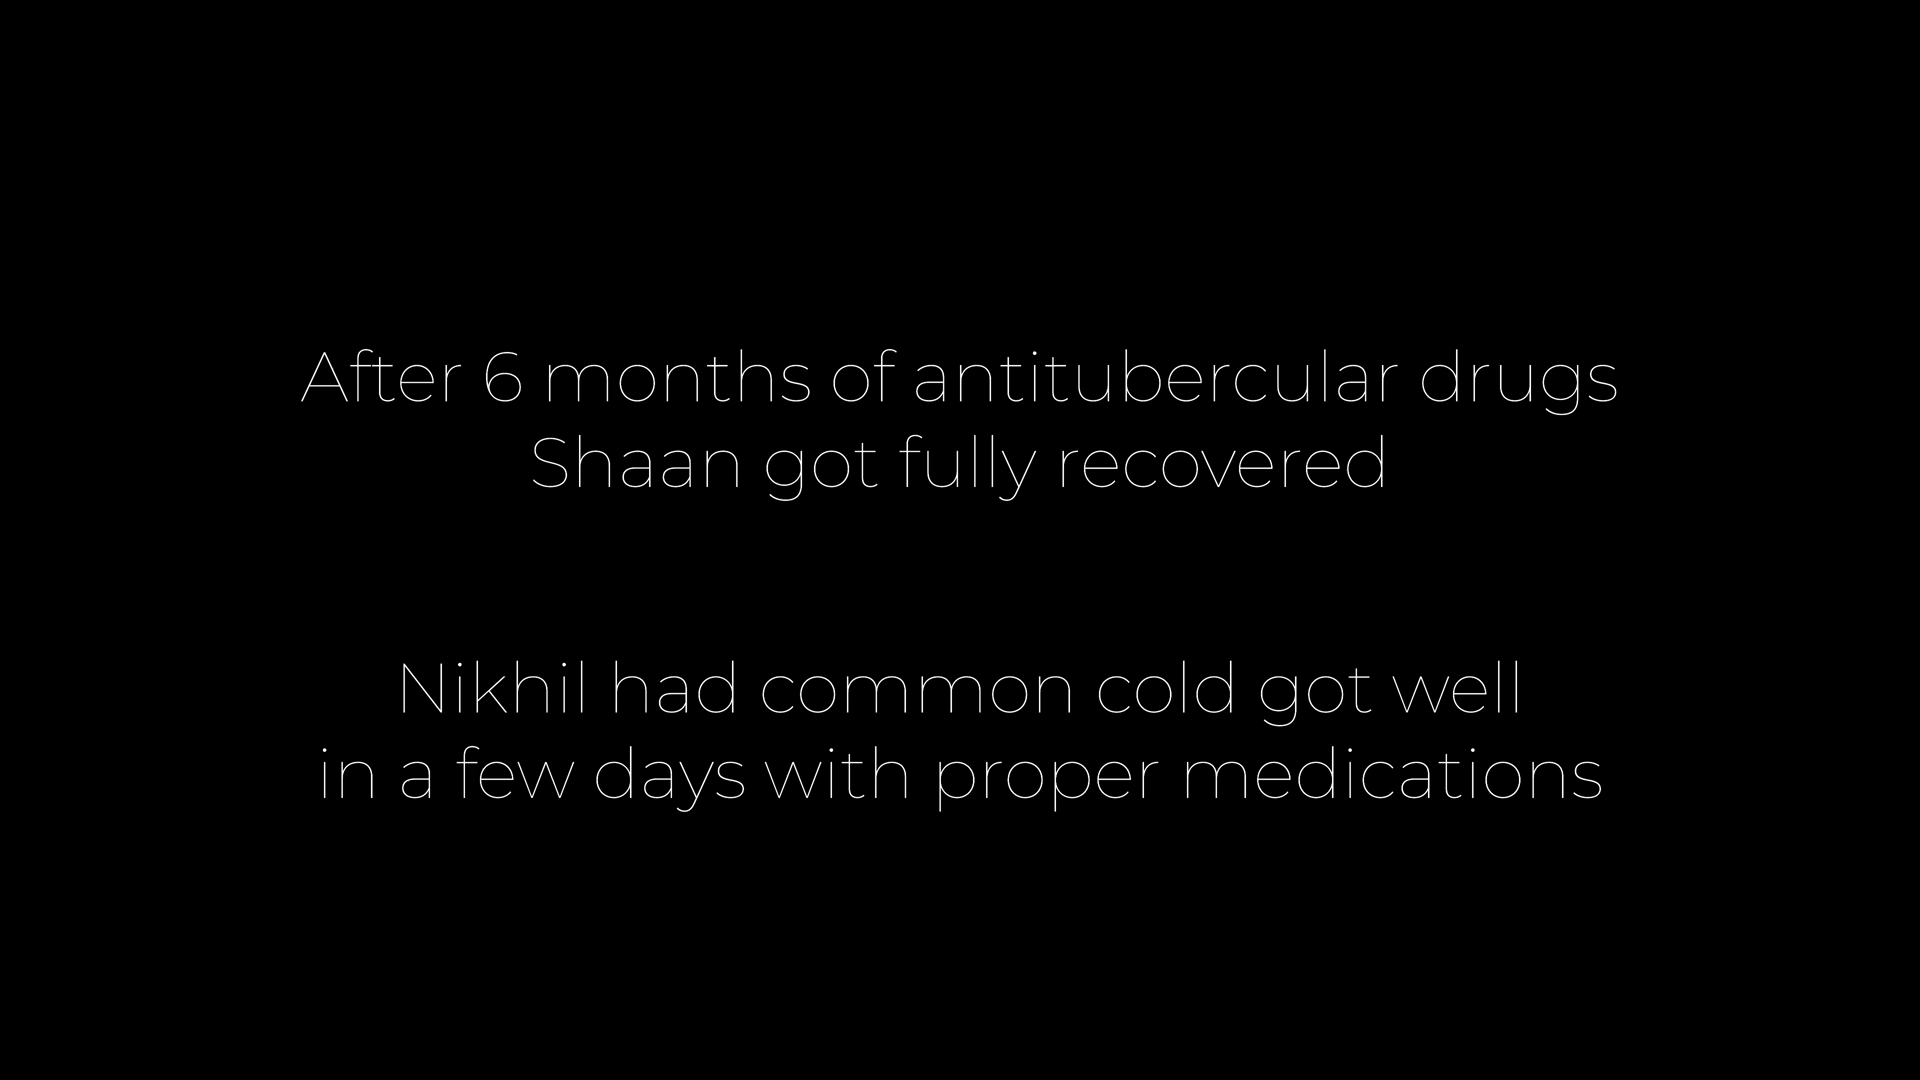 After 6 months of antitubercular drugs
Shaan got fully recovered
Nikhil had common cold got well
in a few days with proper medications